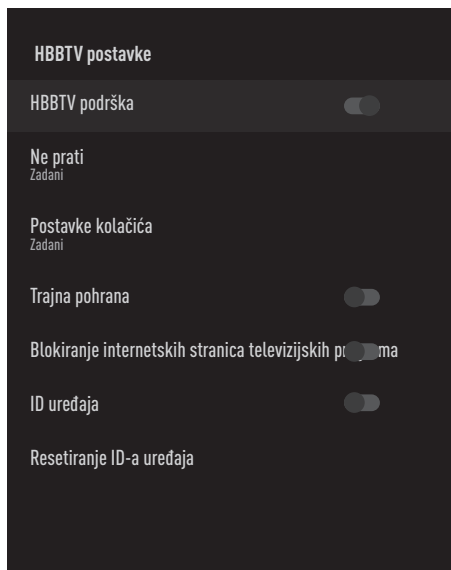 HBBTV postavke
HBBTV podrška
Ne prati
Zadani
Postavke kolačića
Zadani
Trajna pohrana
Blokiranje internetskih stranica televizijskih
ID uređaja
Resetiranje ID-a uređaja